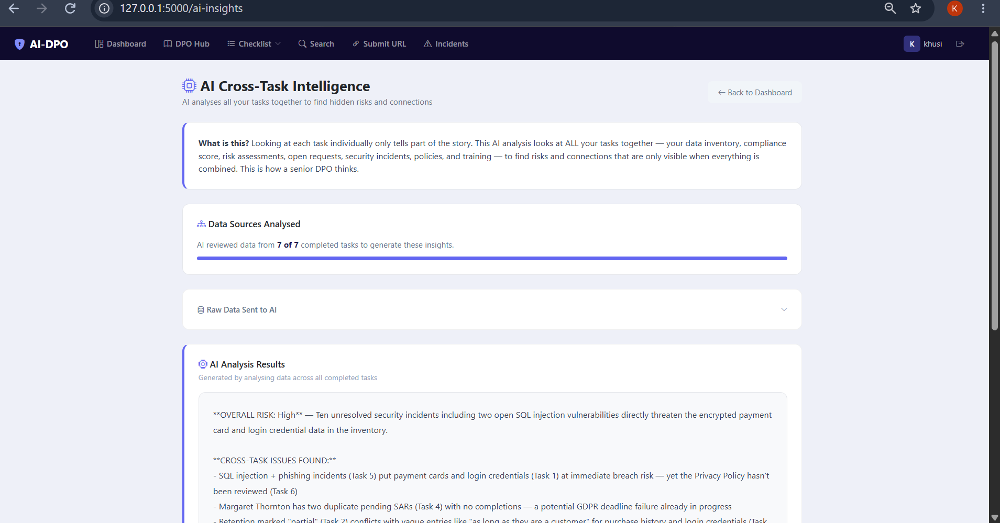 127.0.0.1:5000/ai-insights
K
AI-DPO
Dashboard
DPO Hub
Checklist
Search
Submit URL
Incidents
K
khusi
AI Cross-Task Intelligence
AI analyses all your tasks together to find hidden risks and connections
← Back to Dashboard
What is this? Looking at each task individually only tells part of the story. This AI analysis looks at ALL your tasks together — your data inventory, compliance
score, risk assessments, open requests, security incidents, policies, and training — to find risks and connections that are only visible when everything is
combined. This is how a senior DPO thinks.
Data Sources Analysed
AI reviewed data from 7 of 7 completed tasks to generate these insights.
Raw Data Sent to AI
AI Analysis Results
Generated by analysing data across all completed tasks
**OVERALL RISK: High** — Ten unresolved security incidents including two open SQL injection vulnerabilities directly threaten the encrypted payment
card and login credential data in the inventory.
**CROSS-TASK ISSUES FOUND:**
- SQL injection + phishing incidents (Task 5) put payment cards and login credentials (Task 1) at immediate breach risk — yet the Privacy Policy hasn't
been reviewed (Task 6)
- Margaret Thornton has two duplicate pending SARs (Task 4) with no completions — a potential GDPR deadline failure already in progress
- Retention marked "partial" (Task 2) conflicts with vague entries like "as long as they are a customer" for purchase history and login credentials (Task